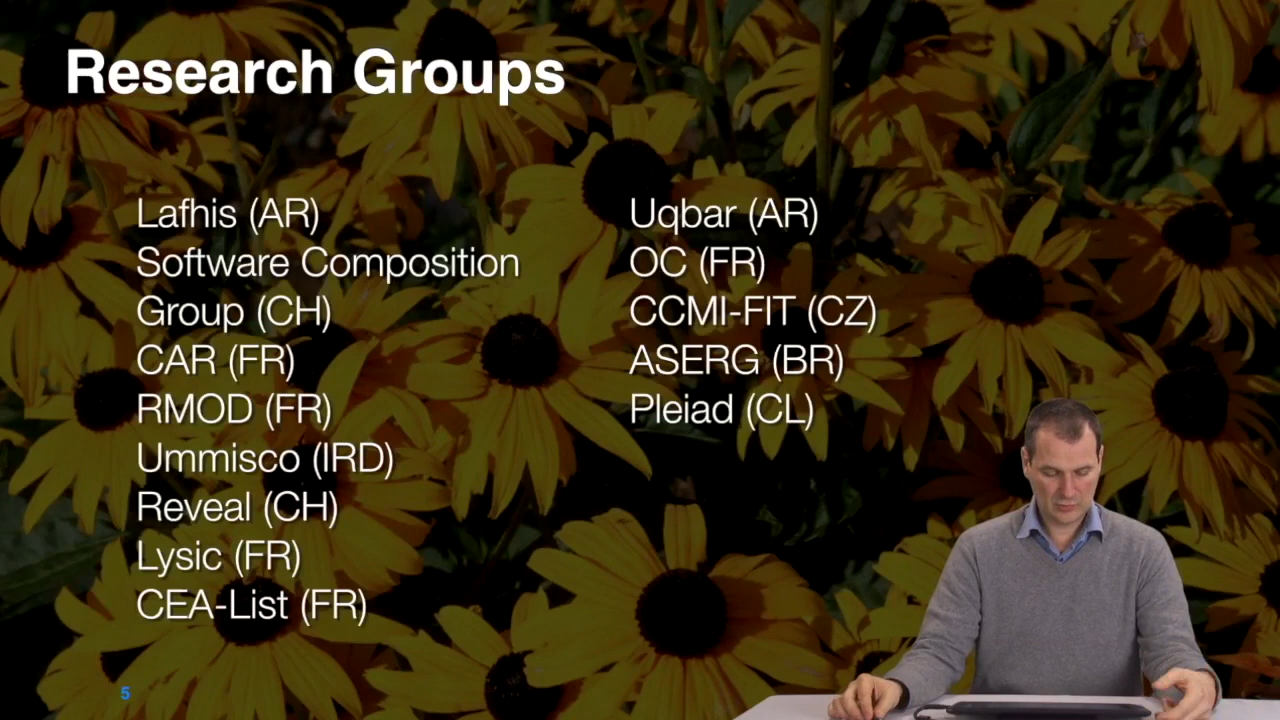 Research Groups
Lafhis (AR)
Software Composition
Group (CH)
CAR (FR)
RMOD (FR)
Ummisco (IRD)
Reveal (CH)
Lysic (FR)
CEA-List (FR)
Uqbar (AR)
OC (FR)
CCMI-FIT (CZ)
ASERG (BR)
Pleiad (CL)
5